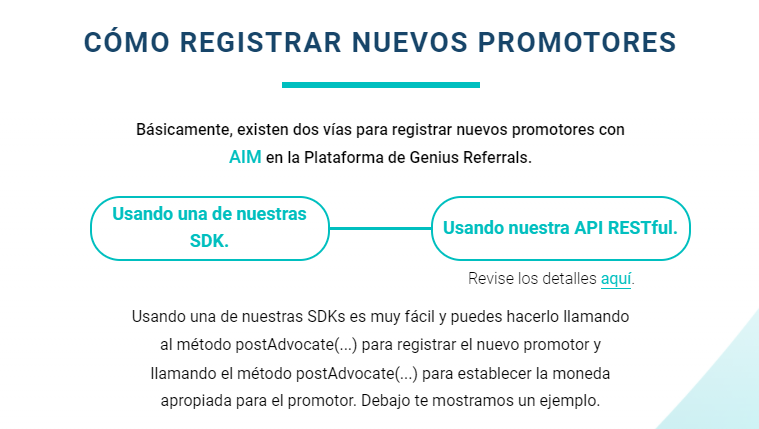 CÓMO REGISTRAR NUEVOS PROMOTORES
Básicamente, existen dos vías para registrar nuevos promotores con
AIM en la Plataforma de Genius Referrals.
Usando una de nuestras
SDK.
Usando nuestra API RESTful.
Revise los detalles aquí.
Usando una de nuestras SDKs es muy fácil y puedes hacerlo llamando
al método postAdvocate(...) para registrar el nuevo promotor y
llamando el método postAdvocate(...) para establecer la moneda
apropiada para el promotor. Debajo te mostramos un ejemplo.